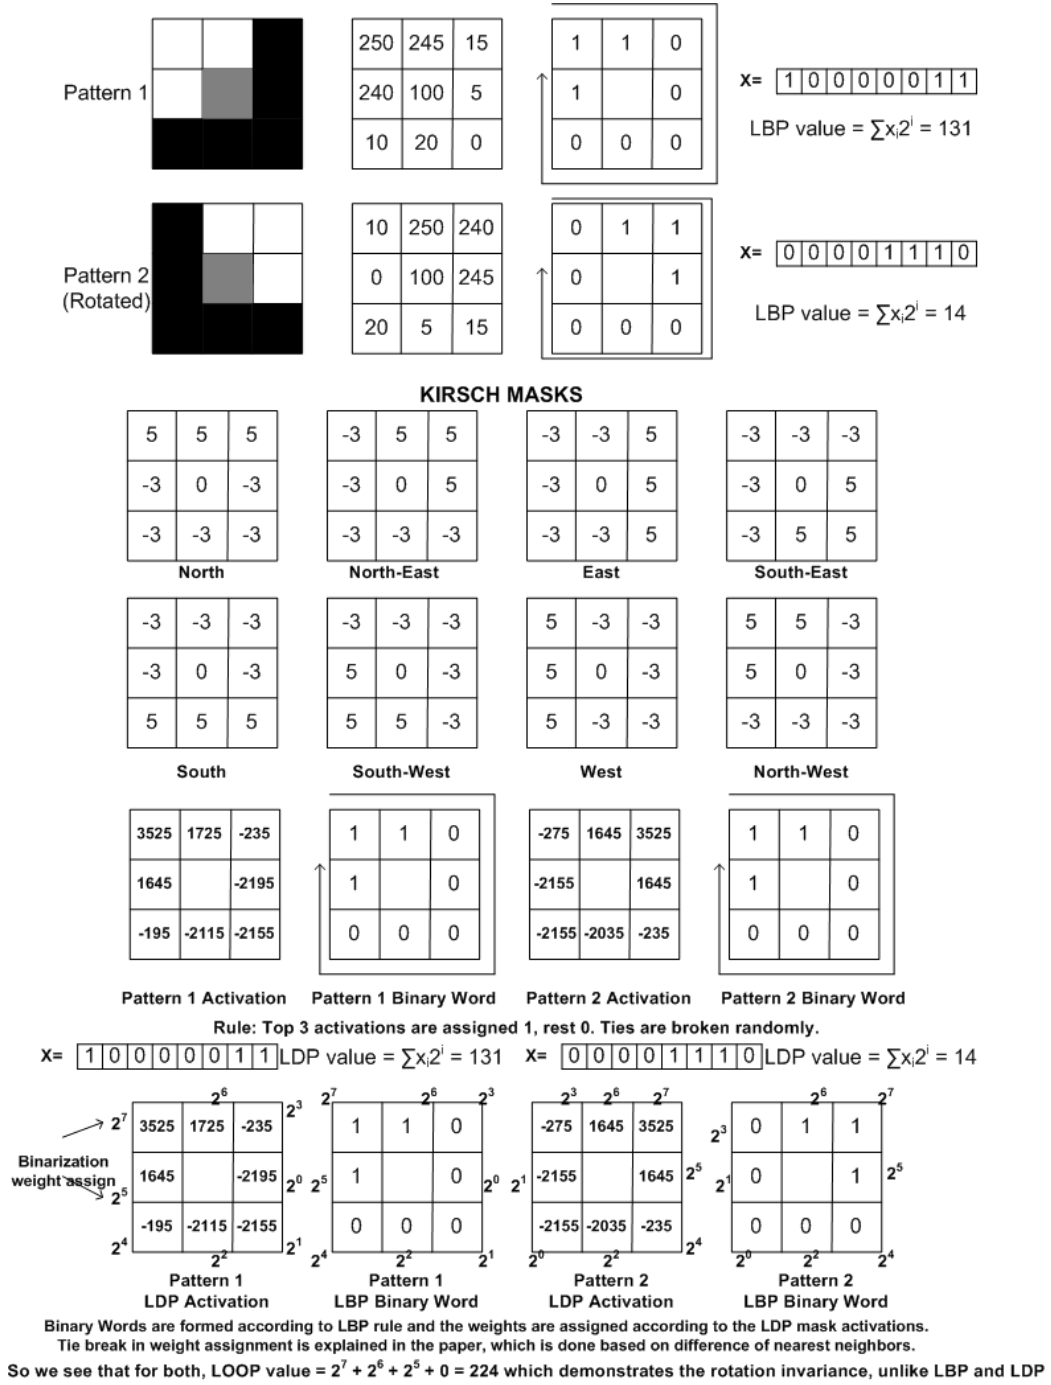 Pattern 1
250 245 15
240 100 5
10 20 0
1 1 0
1 0
0 0 0
X= 1 0 0 0 0 0 1 1
LBP value = ∑xᵢ2ⁱ = 131
Pattern 2
(Rotated)
10 250 240
0 100 245
20 5 15
0 1 1
0 1
0 0 0
X= 0 0 0 0 1 1 1 0
LBP value = ∑xᵢ2ⁱ = 14
KIRSCH MASKS
5 5 5 -3 5 5 -3 -3 5 -3 -3 -3
-3 0 -3 -3 0 5 -3 0 5 -3 0 5
-3 -3 -3 -3 -3 -3 -3 -3 5 -3 5 5
North North-East East South-East
-3 -3 -3 -3 -3 -3 5 -3 -3 5 5 -3
-3 0 -3 5 0 -3 5 0 -3 5 0 -3
5 5 5 5 5 -3 5 -3 -3 -3 -3 -3
South South-West West North-West
3525 1725 -235 1 1 0 -275 1645 3525 1 1 0
1645 -2195 1 0 -2155 1645 1 0
-195 -2115 -2155 0 0 0 -2155 -2035 -235 0 0 0
Pattern 1 Activation Pattern 1 Binary Word Pattern 2 Activation Pattern 2 Binary Word
Rule: Top 3 activations are assigned 1, rest 0. Ties are broken randomly.
X= 1 0 0 0 0 0 1 1 LDP value = ∑xᵢ2ⁱ = 131 X= 0 0 0 0 1 1 1 0 LDP value = ∑xᵢ2ⁱ = 14
2⁶ 2³ 2⁷ 2⁶ 2³ 2³ 2⁶ 2⁷ 2⁶ 2⁷
2⁷ 3525 1725 -235 1 1 0 -275 1645 3525 2³ 0 1 1
Binarization
weight assign
2⁵ 1645 -2195 2⁰ 2⁵ 1 0 2⁰ 2¹ -2155 1645 2⁵ 2¹ 0 1 2⁵
-195 -2115 -2155 0 0 0 -2155 -2035 -235 0 0 0
2⁴ 2² 2¹ 2⁴ 2² 2¹ 2⁰ 2² 2⁴ 2⁰ 2² 2⁴
Pattern 1 Pattern 1 Pattern 2 Pattern 2
LDP Activation LBP Binary Word LDP Activation LBP Binary Word
Binary Words are formed according to LBP rule and the weights are assigned according to the LDP mask activations.
Tie break in weight assignment is explained in the paper, which is done based on difference of nearest neighbors.
So we see that for both, LOOP value = 2⁷ + 2⁶ + 2⁵ + 0 = 224 which demonstrates the rotation invariance, unlike LBP and LDP